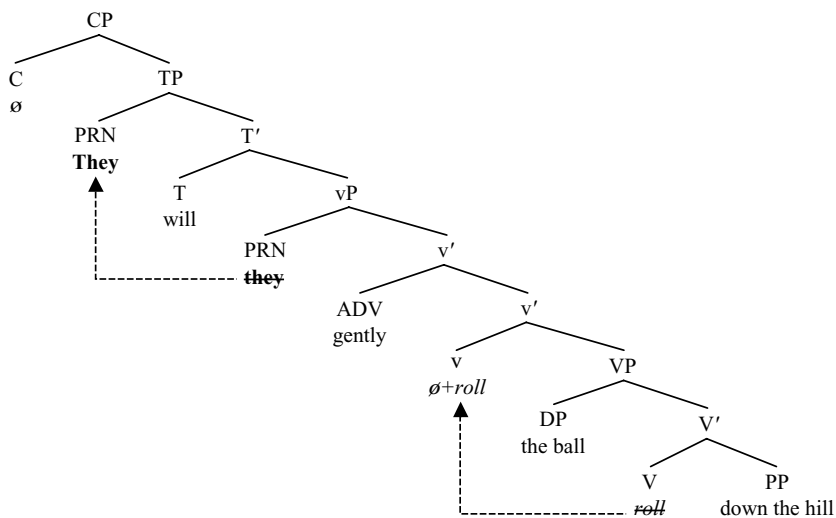 CP
C TP
ø
PRN T′
They
T vP
will
PRN v′
they
ADV v′
gently
v VP
ø+roll
DP V′
the ball
V PP
roll down the hill